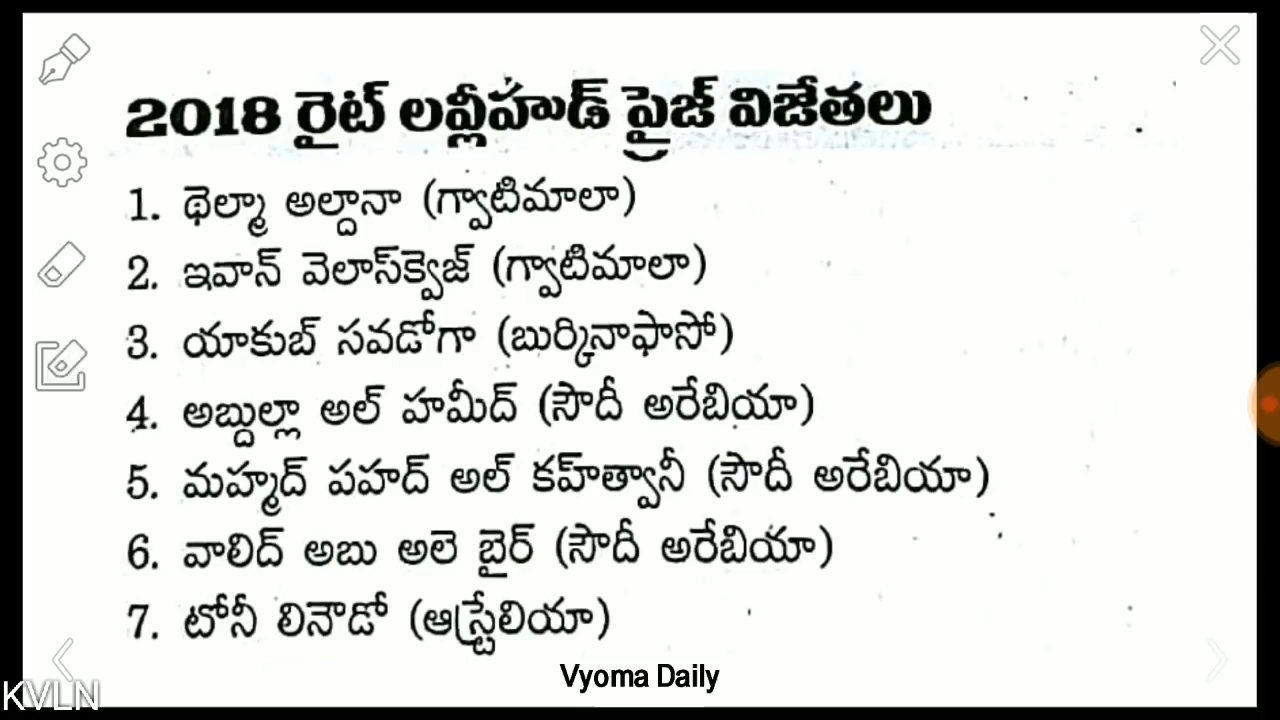 2018 రైట్ లవ్లీహుడ్ ప్రైజ్ విజేతలు
1. థెల్మా అల్దానా (గ్వాటిమాలా)
2. ఇవాన్ వెలాస్‌క్వెజ్ (గ్వాటిమాలా)
3. యాకుబ్ సవడోగా (బుర్కినాఫాసో)
4. అబ్దుల్లా అల్ హమీద్ (సౌదీ అరేబియా)
5. మహ్మద్ పహద్ అల్ కహ్‌త్వానీ (సౌదీ అరేబియా)
6. వాలిద్ అబు అలె బైర్ (సౌదీ అరేబియా)
7. టోనీ లినౌడో (ఆస్ట్రేలియా)
Vyoma Daily
KVLN